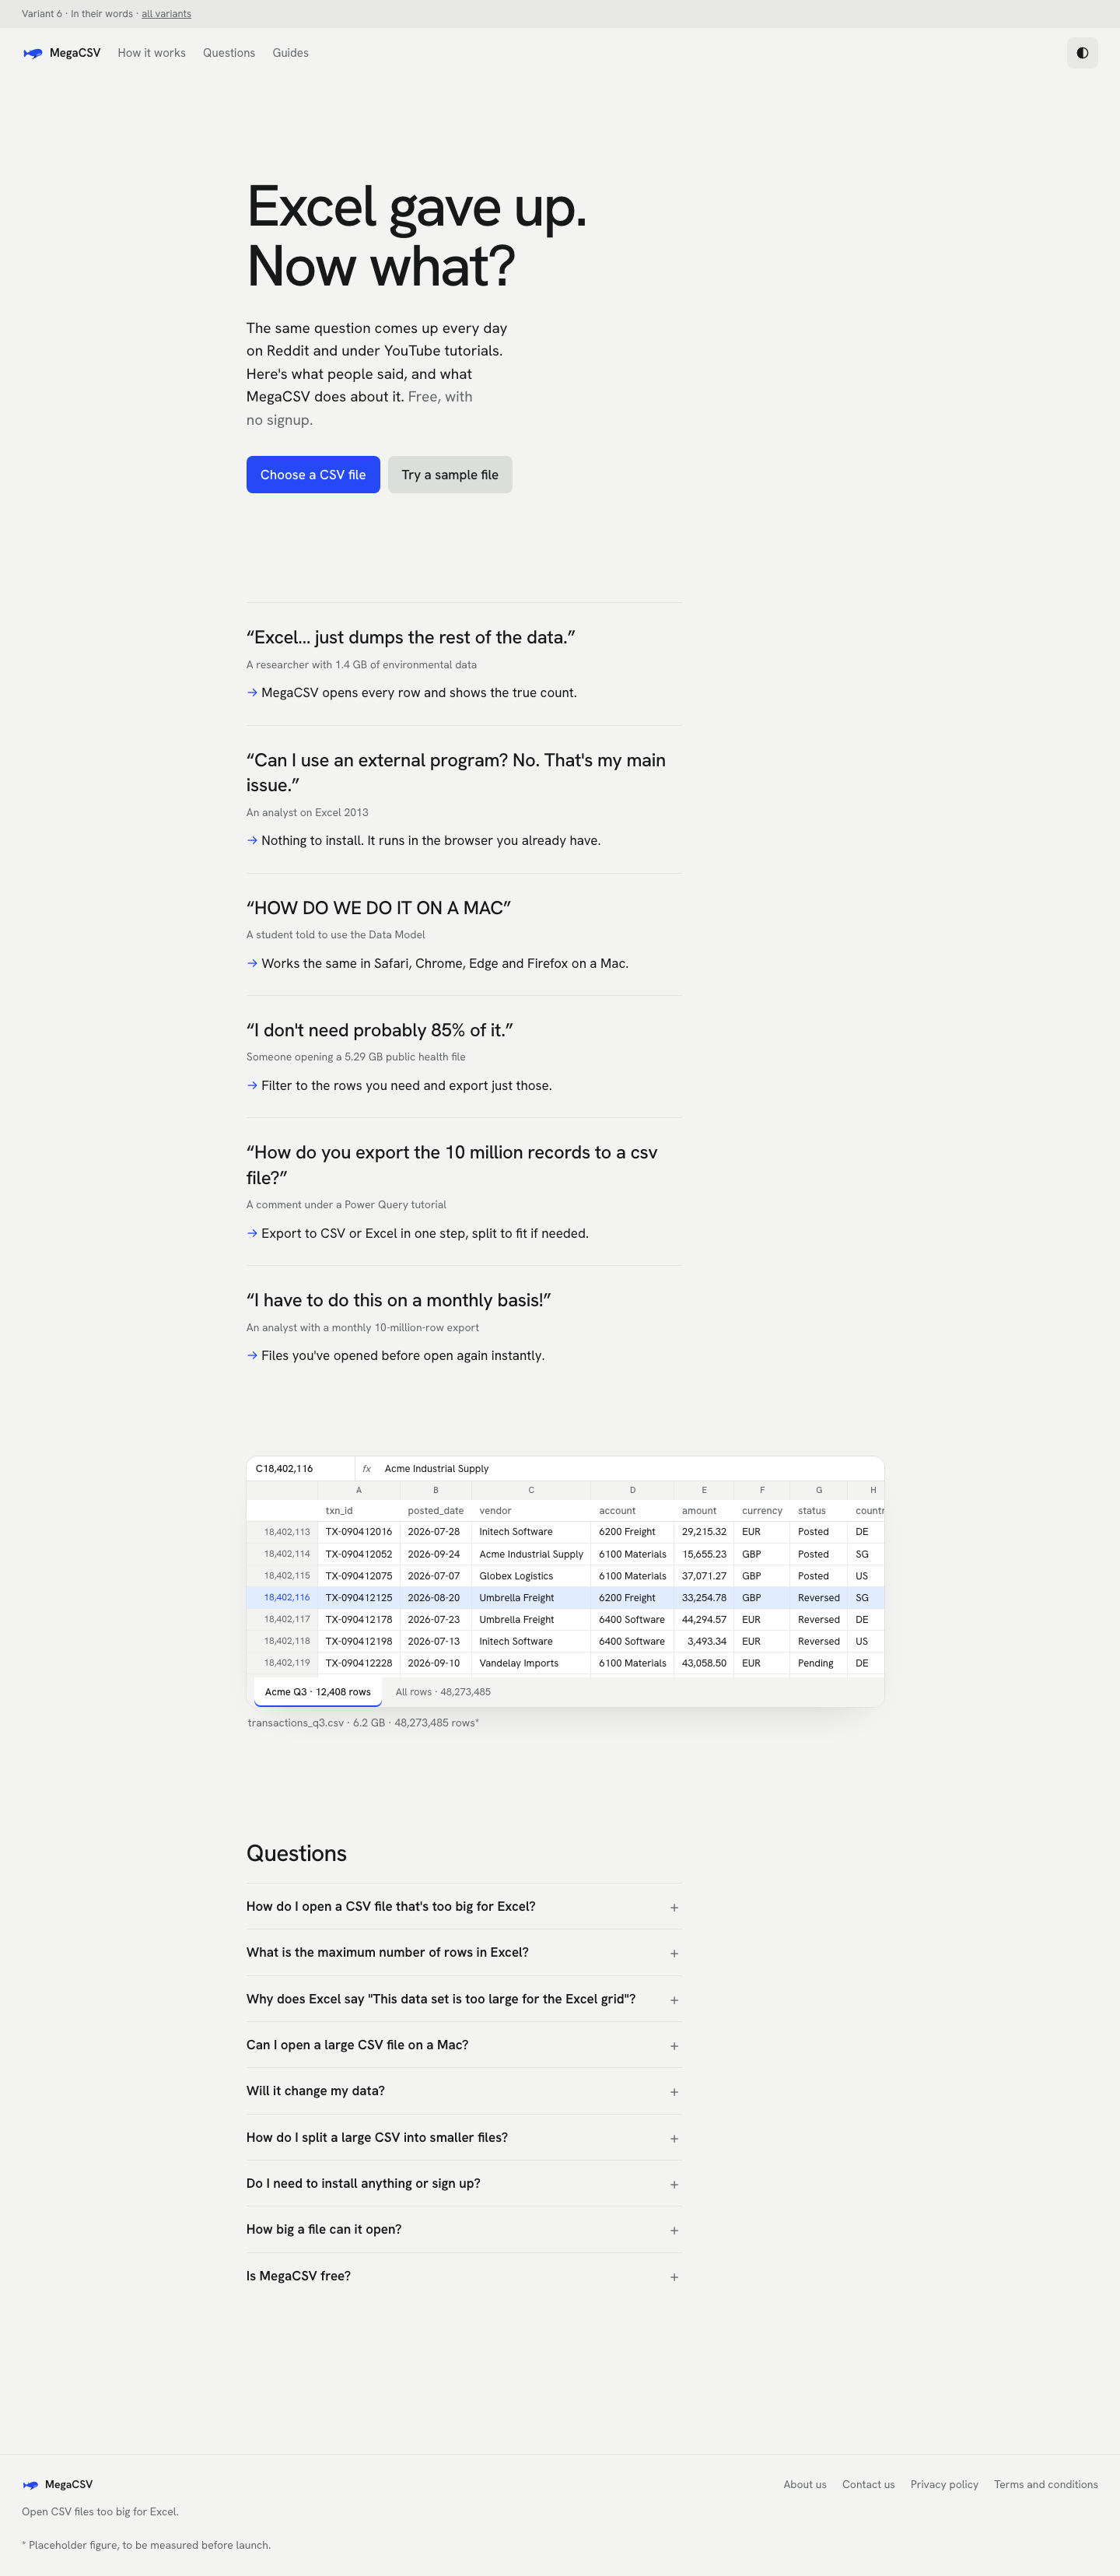 Variant 6 · In their words · all variants
MegaCSV How it works Questions Guides
Excel gave up.
Now what?
The same question comes up every day
on Reddit and under YouTube tutorials.
Here's what people said, and what
MegaCSV does about it. Free, with
no signup.
Choose a CSV file Try a sample file
“Excel... just dumps the rest of the data.”
A researcher with 1.4 GB of environmental data
→ MegaCSV opens every row and shows the true count.
“Can I use an external program? No. That's my main
issue.”
An analyst on Excel 2013
→ Nothing to install. It runs in the browser you already have.
“HOW DO WE DO IT ON A MAC”
A student told to use the Data Model
→ Works the same in Safari, Chrome, Edge and Firefox on a Mac.
“I don't need probably 85% of it.”
Someone opening a 5.29 GB public health file
→ Filter to the rows you need and export just those.
“How do you export the 10 million records to a csv
file?”
A comment under a Power Query tutorial
→ Export to CSV or Excel in one step, split to fit if needed.
“I have to do this on a monthly basis!”
An analyst with a monthly 10-million-row export
→ Files you've opened before open again instantly.
C18,402,116 fx Acme Industrial Supply
A B C D E F G H
txn_id posted_date vendor account amount currency status countr
18,402,113 TX-090412016 2026-07-28 Initech Software 6200 Freight 29,215.32 EUR Posted DE
18,402,114 TX-090412052 2026-09-24 Acme Industrial Supply 6100 Materials 15,655.23 GBP Posted SG
18,402,115 TX-090412075 2026-07-07 Globex Logistics 6100 Materials 37,071.27 GBP Posted US
18,402,116 TX-090412125 2026-08-20 Umbrella Freight 6200 Freight 33,254.78 GBP Reversed SG
18,402,117 TX-090412178 2026-07-23 Umbrella Freight 6400 Software 44,294.57 EUR Reversed DE
18,402,118 TX-090412198 2026-07-13 Initech Software 6400 Software 3,493.34 EUR Reversed US
18,402,119 TX-090412228 2026-09-10 Vandelay Imports 6100 Materials 43,058.50 EUR Pending DE
Acme Q3 · 12,408 rows All rows · 48,273,485
transactions_q3.csv · 6.2 GB · 48,273,485 rows*
Questions
How do I open a CSV file that's too big for Excel? +
What is the maximum number of rows in Excel? +
Why does Excel say "This data set is too large for the Excel grid"? +
Can I open a large CSV file on a Mac? +
Will it change my data? +
How do I split a large CSV into smaller files? +
Do I need to install anything or sign up? +
How big a file can it open? +
Is MegaCSV free? +
MegaCSV About us Contact us Privacy policy Terms and conditions
Open CSV files too big for Excel.
* Placeholder figure, to be measured before launch.